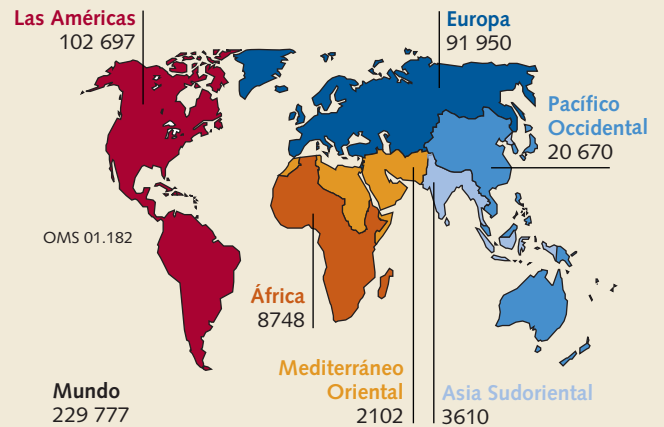 Las Américas
102 697
Europa
91 950
Pacífico
Occidental
20 670
OMS 01.182
África
8748
Mediterráneo
Oriental
2102
Asia Sudoriental
3610
Mundo
229 777